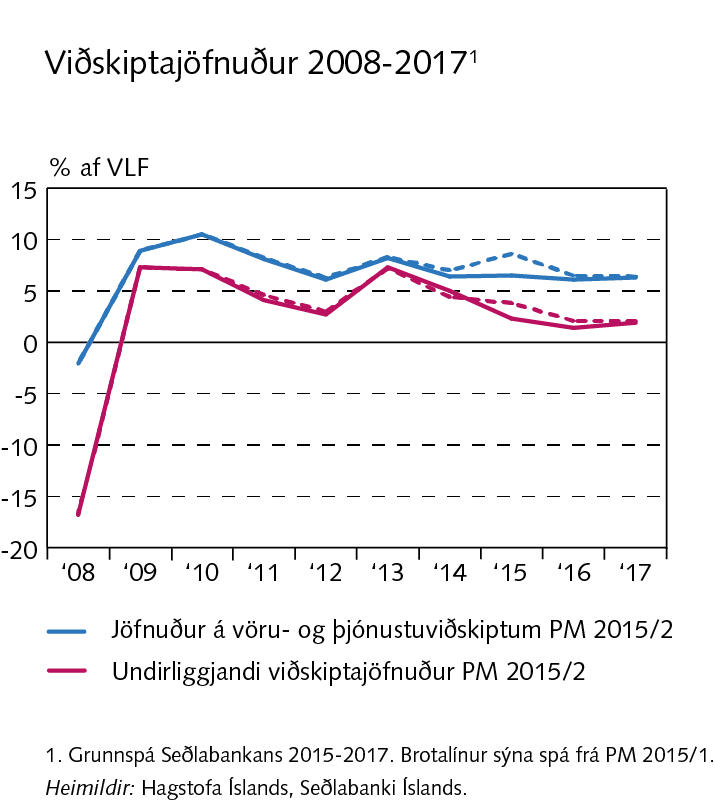 Viðskiptajöfnuður 2008-2017¹
% af VLF
15
10
5
0
-5
-10
-15
-20
‘08 ‘09 ‘10 ‘11 ‘12 ‘13 ‘14 ‘15 ‘16 ‘17
Jöfnuður á vöru- og þjónustuviðskiptum PM 2015/2
Undirliggjandi viðskiptajöfnuður PM 2015/2
1. Grunnspá Seðlabankans 2015-2017. Brotalínur sýna spá frá PM 2015/1.
Heimildir: Hagstofa Íslands, Seðlabanki Íslands.